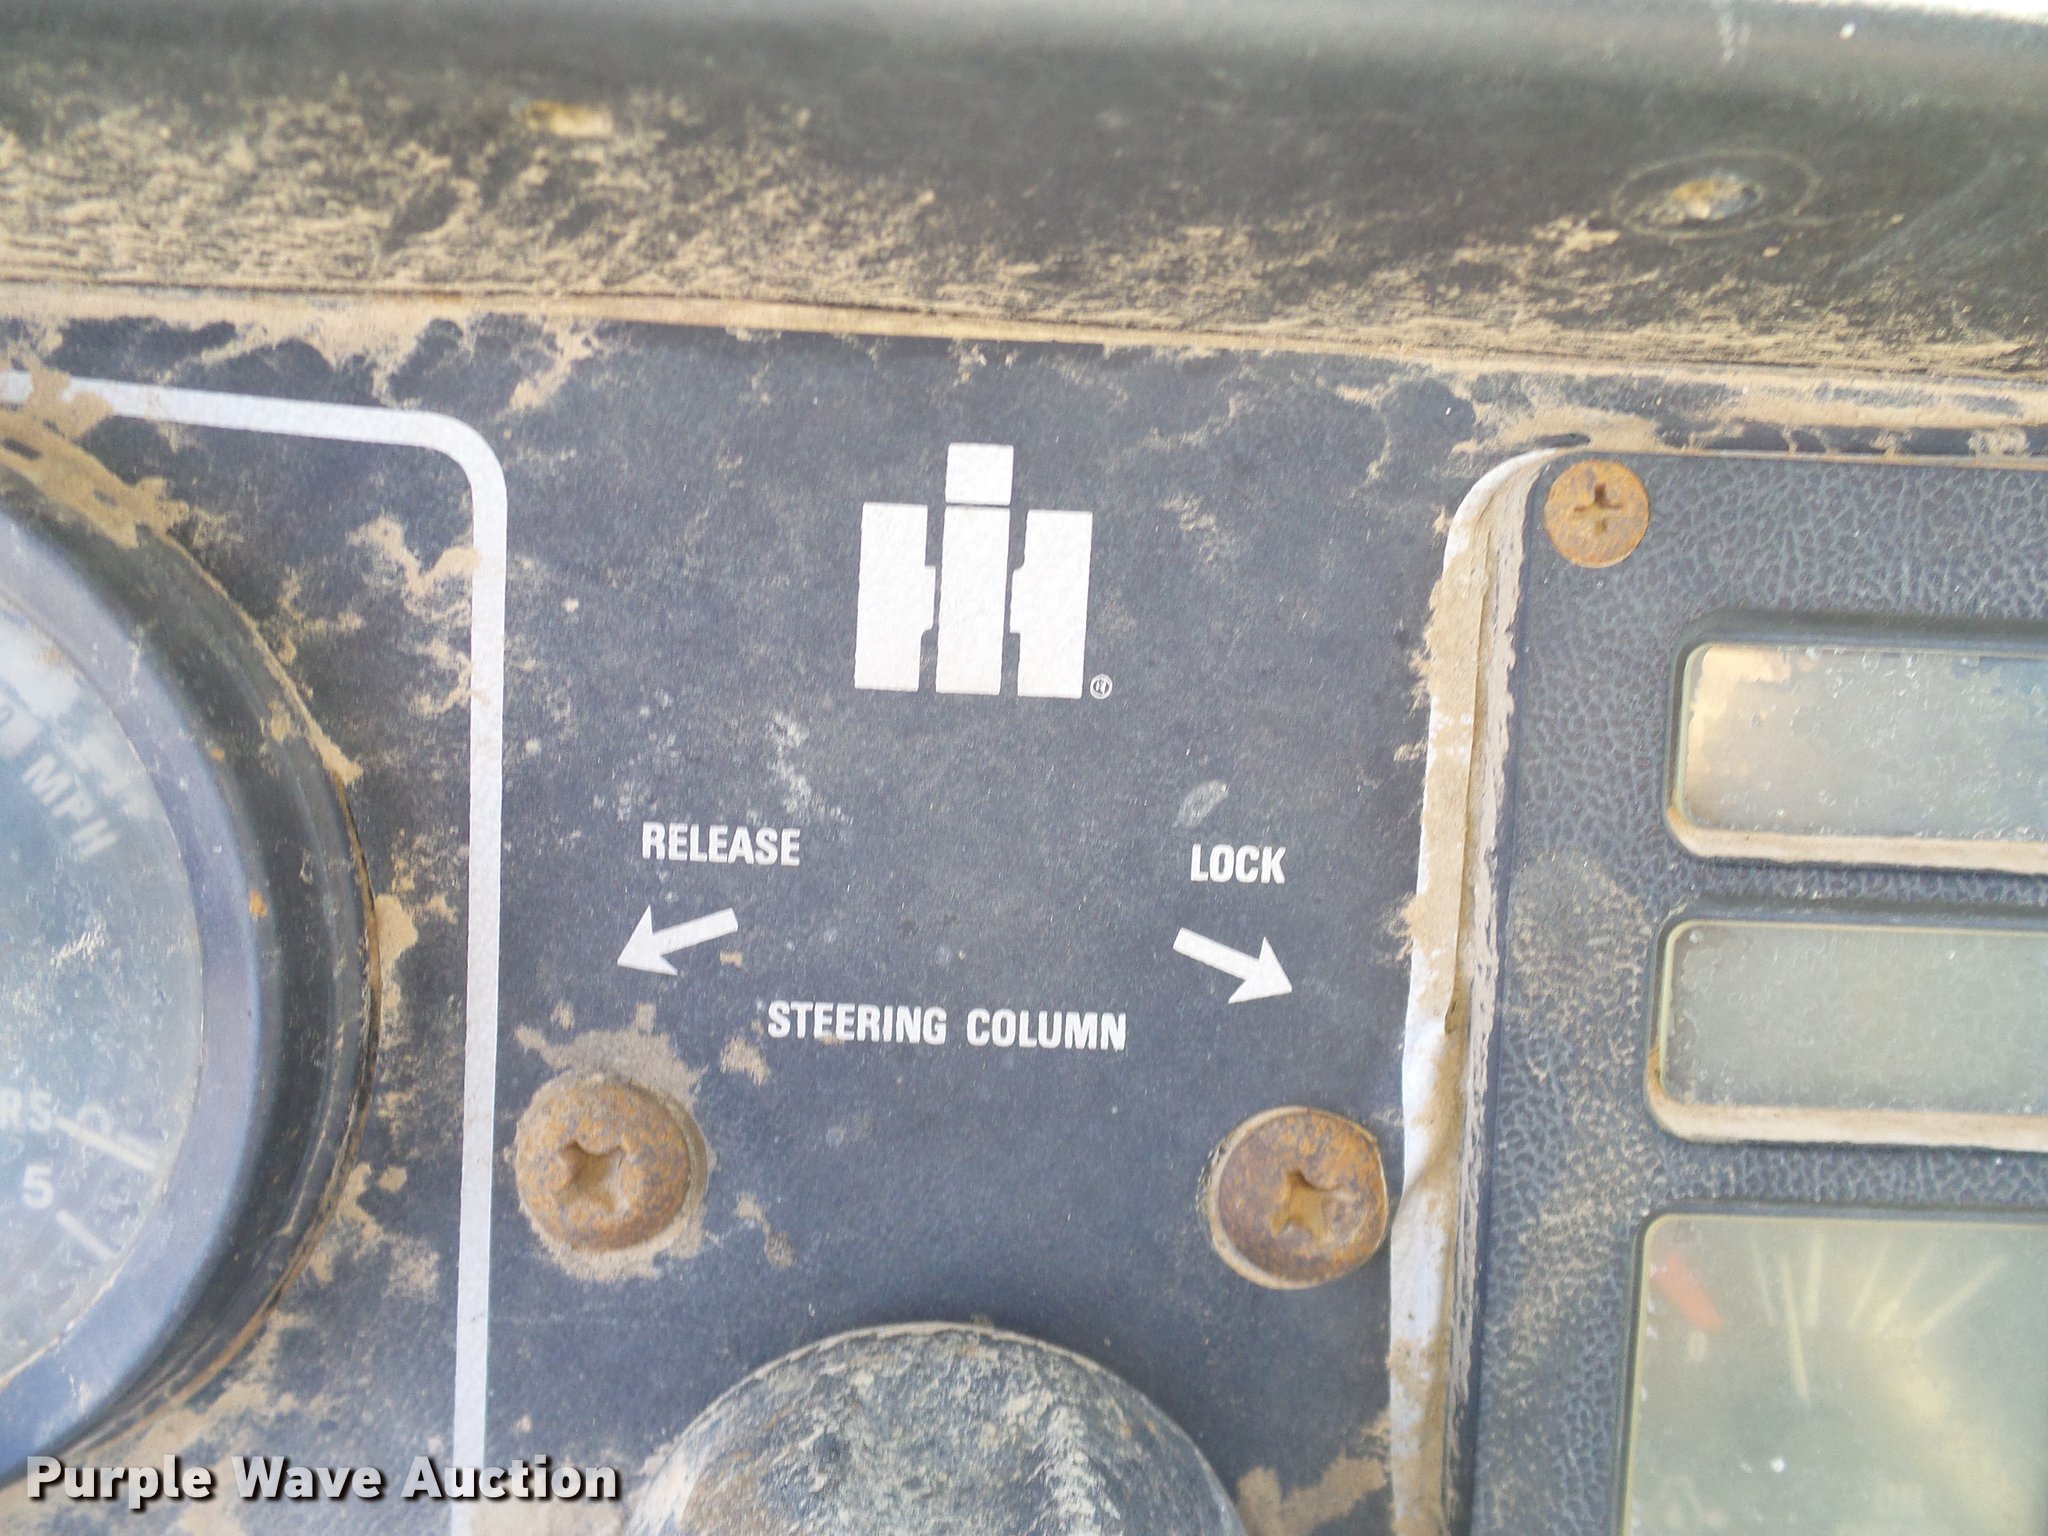 MPH
RELEASE
LOCK
STEERING COLUMN
5
Purple Wave Auction